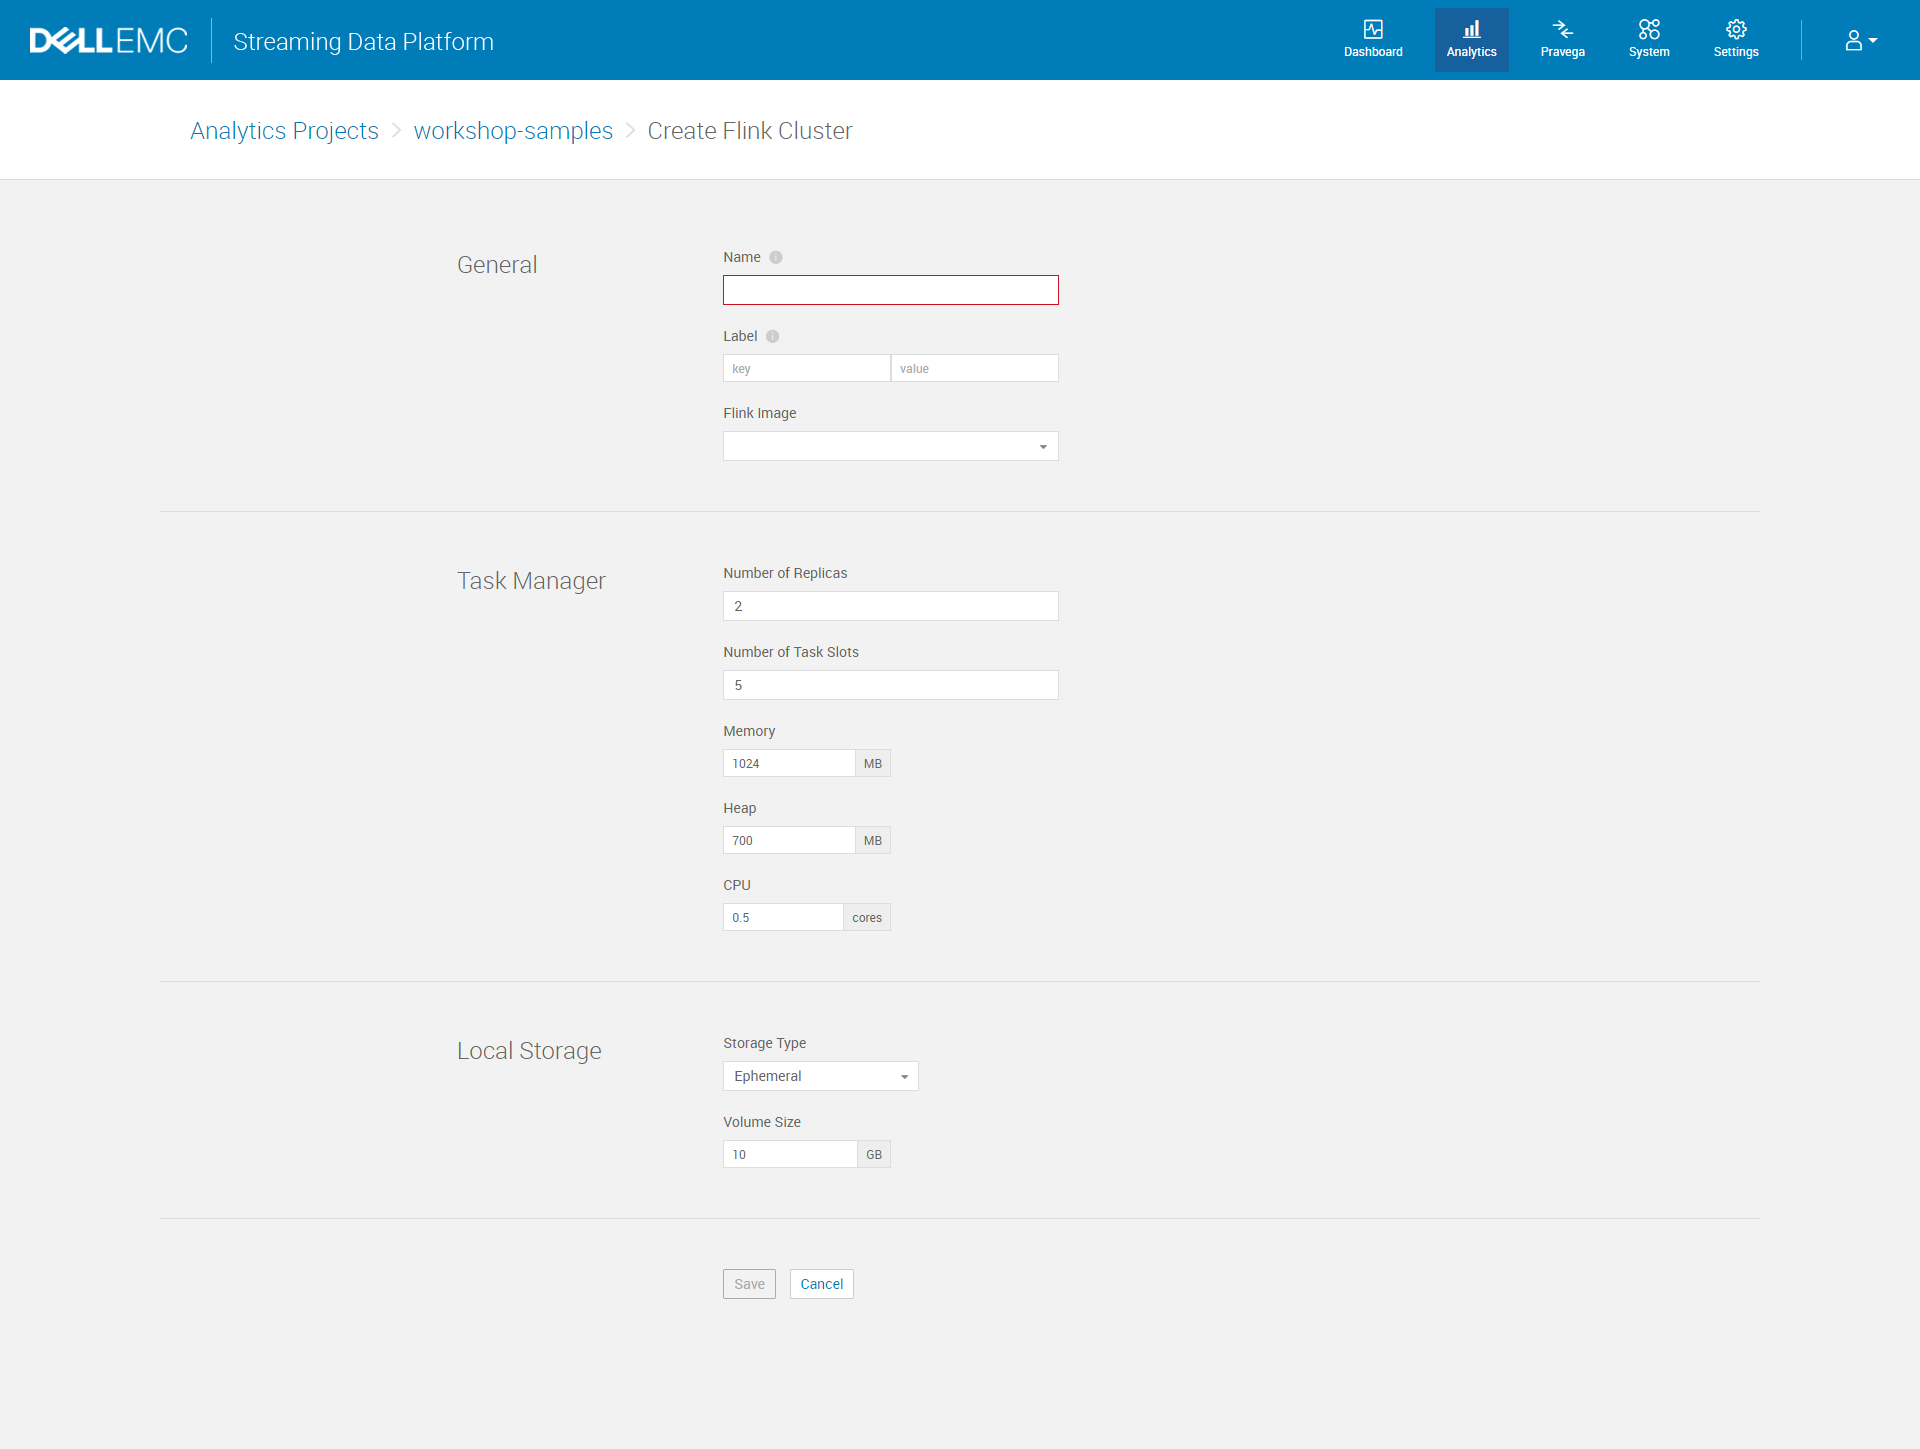 DELLEMC Streaming Data Platform
Dashboard Analytics Pravega System Settings
Analytics Projects > workshop-samples > Create Flink Cluster
General
Name
Label
key value
Flink Image
Task Manager
Number of Replicas
2
Number of Task Slots
5
Memory
1024 MB
Heap
700 MB
CPU
0.5 cores
Local Storage
Storage Type
Ephemeral
Volume Size
10 GB
Save Cancel